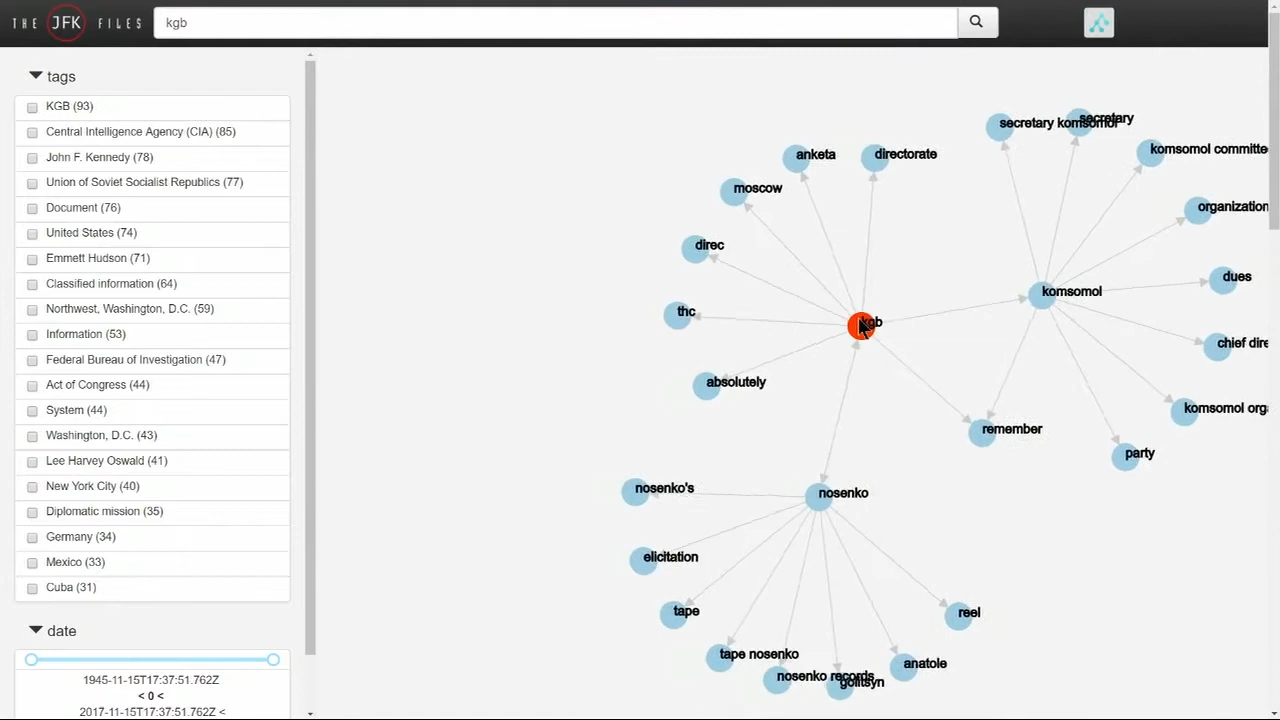 THE JFK FILES
kgb
tags
KGB (93)
Central Intelligence Agency (CIA) (85)
John F. Kennedy (78)
Union of Soviet Socialist Republics (77)
Document (76)
United States (74)
Emmett Hudson (71)
Classified information (64)
Northwest, Washington, D.C. (59)
Information (53)
Federal Bureau of Investigation (47)
Act of Congress (44)
System (44)
Washington, D.C. (43)
Lee Harvey Oswald (41)
New York City (40)
Diplomatic mission (35)
Germany (34)
Mexico (33)
Cuba (31)
date
1945-11-15T17:37:51.762Z
< 0 <
2017-11-15T17:37:51.762Z <
secretary komsomol
secretary
anketa
directorate
komsomol committe
moscow
organization
direc
dues
komsomol
thc
kgb
chief dire
absolutely
komsomol orga
remember
party
nosenko's
nosenko
elicitation
tape
reel
tape nosenko
anatole
nosenko records
golitsyn